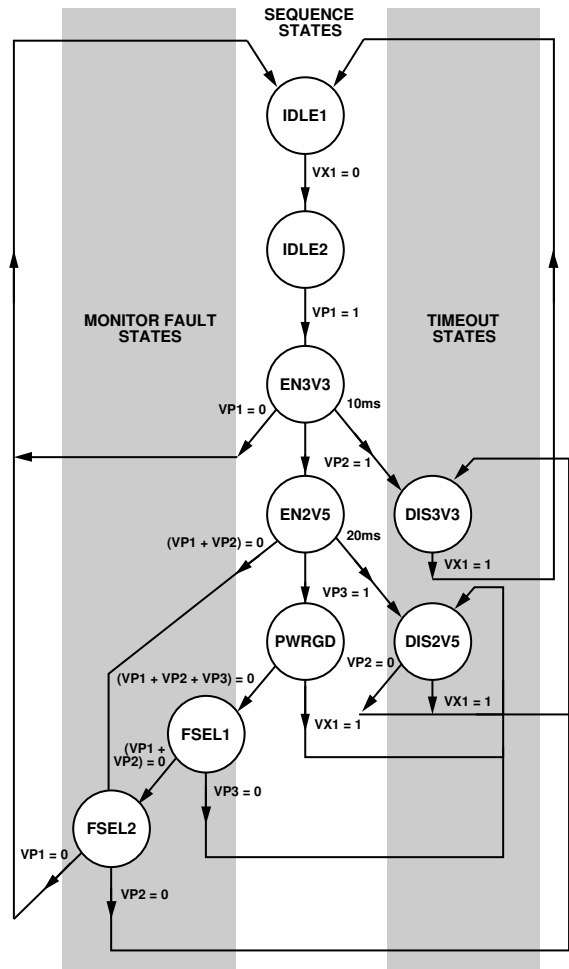 SEQUENCE
STATES
IDLE1
VX1 = 0
IDLE2
VP1 = 1
MONITOR FAULT
STATES
TIMEOUT
STATES
EN3V3
VP1 = 0
10ms
VP2 = 1
EN2V5
DIS3V3
(VP1 + VP2) = 0
20ms
VX1 = 1
VP3 = 1
PWRGD
DIS2V5
VP2 = 0
(VP1 + VP2 + VP3) = 0
VX1 = 1
VX1 = 1
FSEL1
(VP1 +
VP2) = 0
VP3 = 0
FSEL2
VP1 = 0
VP2 = 0